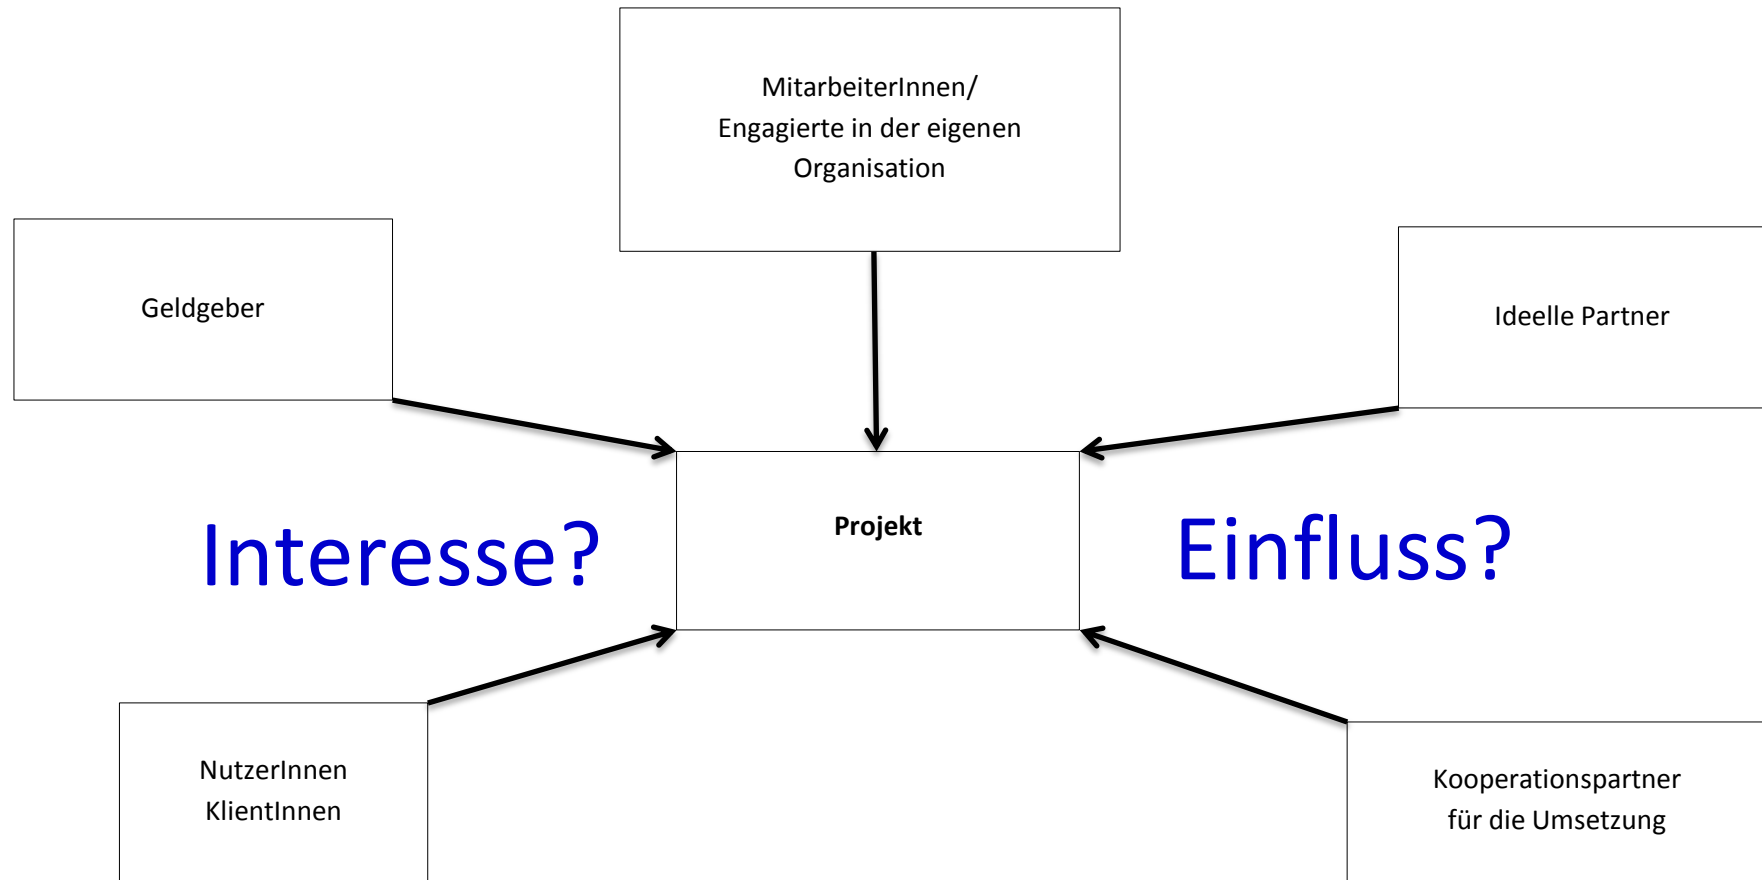 MitarbeiterInnen/
Engagierte in der eigenen
Organisation
Geldgeber
Ideelle Partner
Projekt
Interesse?
Einfluss?
NutzerInnen
KlientInnen
Kooperationspartner
für die Umsetzung